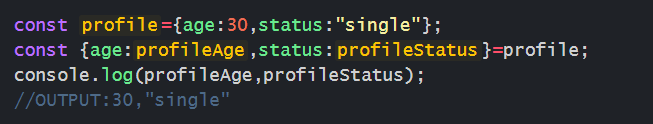 const profile={age:30,status:"single"};
const {age:profileAge,status:profileStatus}=profile;
console.log(profileAge,profileStatus);
//OUTPUT:30,"single"